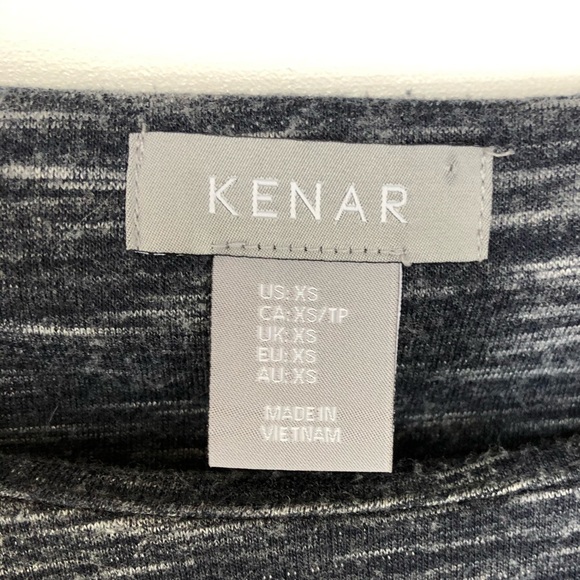 KENAR
US: XS
CA: XS/TP
UK: XS
EU: XS
AU: XS
MADE IN
VIETNAM